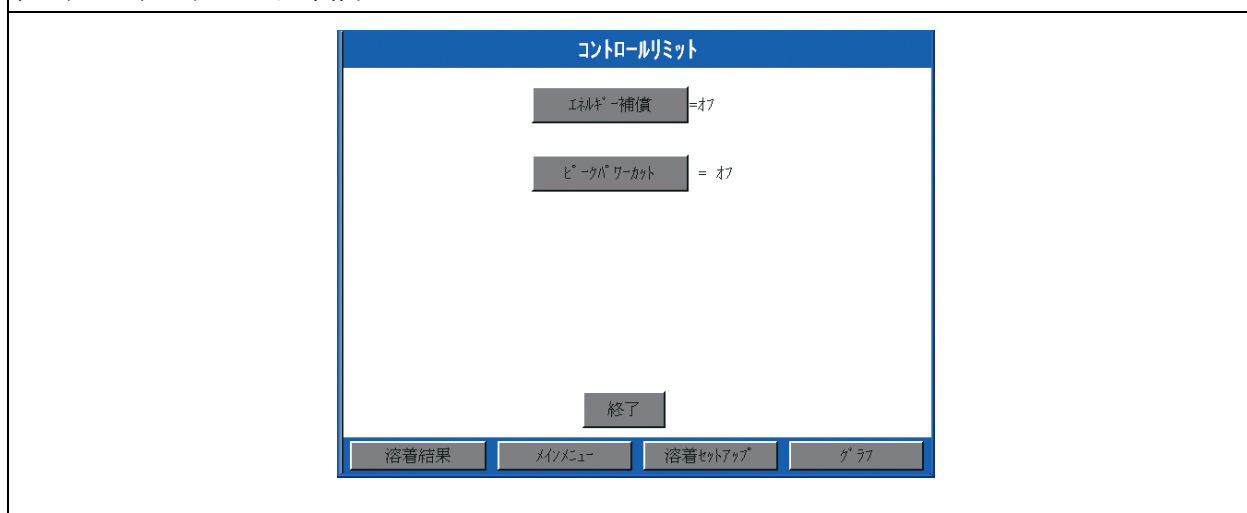 コントロールリミット
ｴﾈﾙｷﾞｰ補償 =ｵﾌ
ﾋﾟｰｸﾊﾟﾜｰｶｯﾄ = ｵﾌ
終了
溶着結果 ﾒｲﾝﾒﾆｭｰ 溶着ｾｯﾄｱｯﾌﾟ ｸﾞﾗﾌ